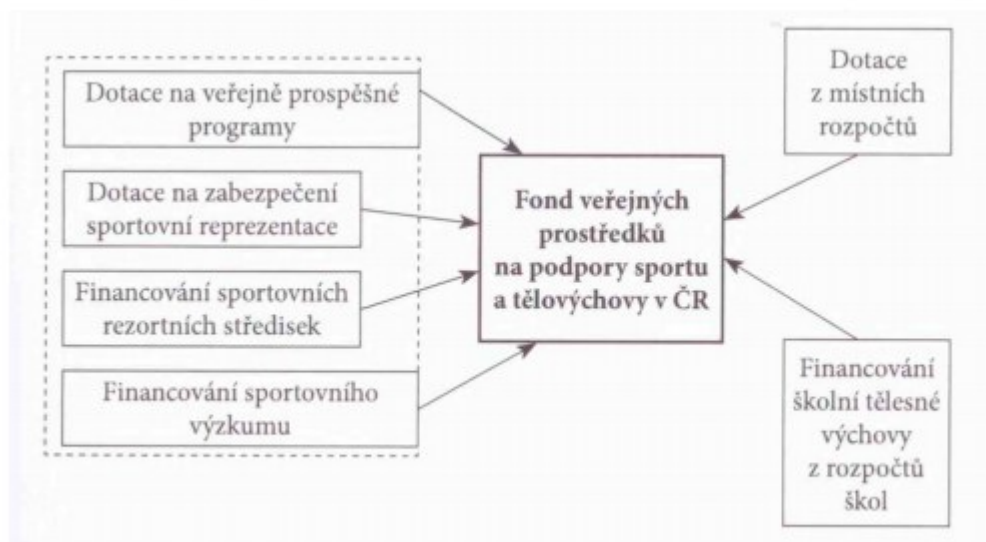 Dotace na veřejně prospěšné
programy
Dotace na zabezpečení
sportovní reprezentace
Financování sportovních
rezortních středisek
Financování sportovního
výzkumu
Fond veřejných
prostředků
na podpory sportu
a tělovýchovy v ČR
Dotace
z místních
rozpočtů
Financování
školní tělesné
výchovy
z rozpočtů
škol